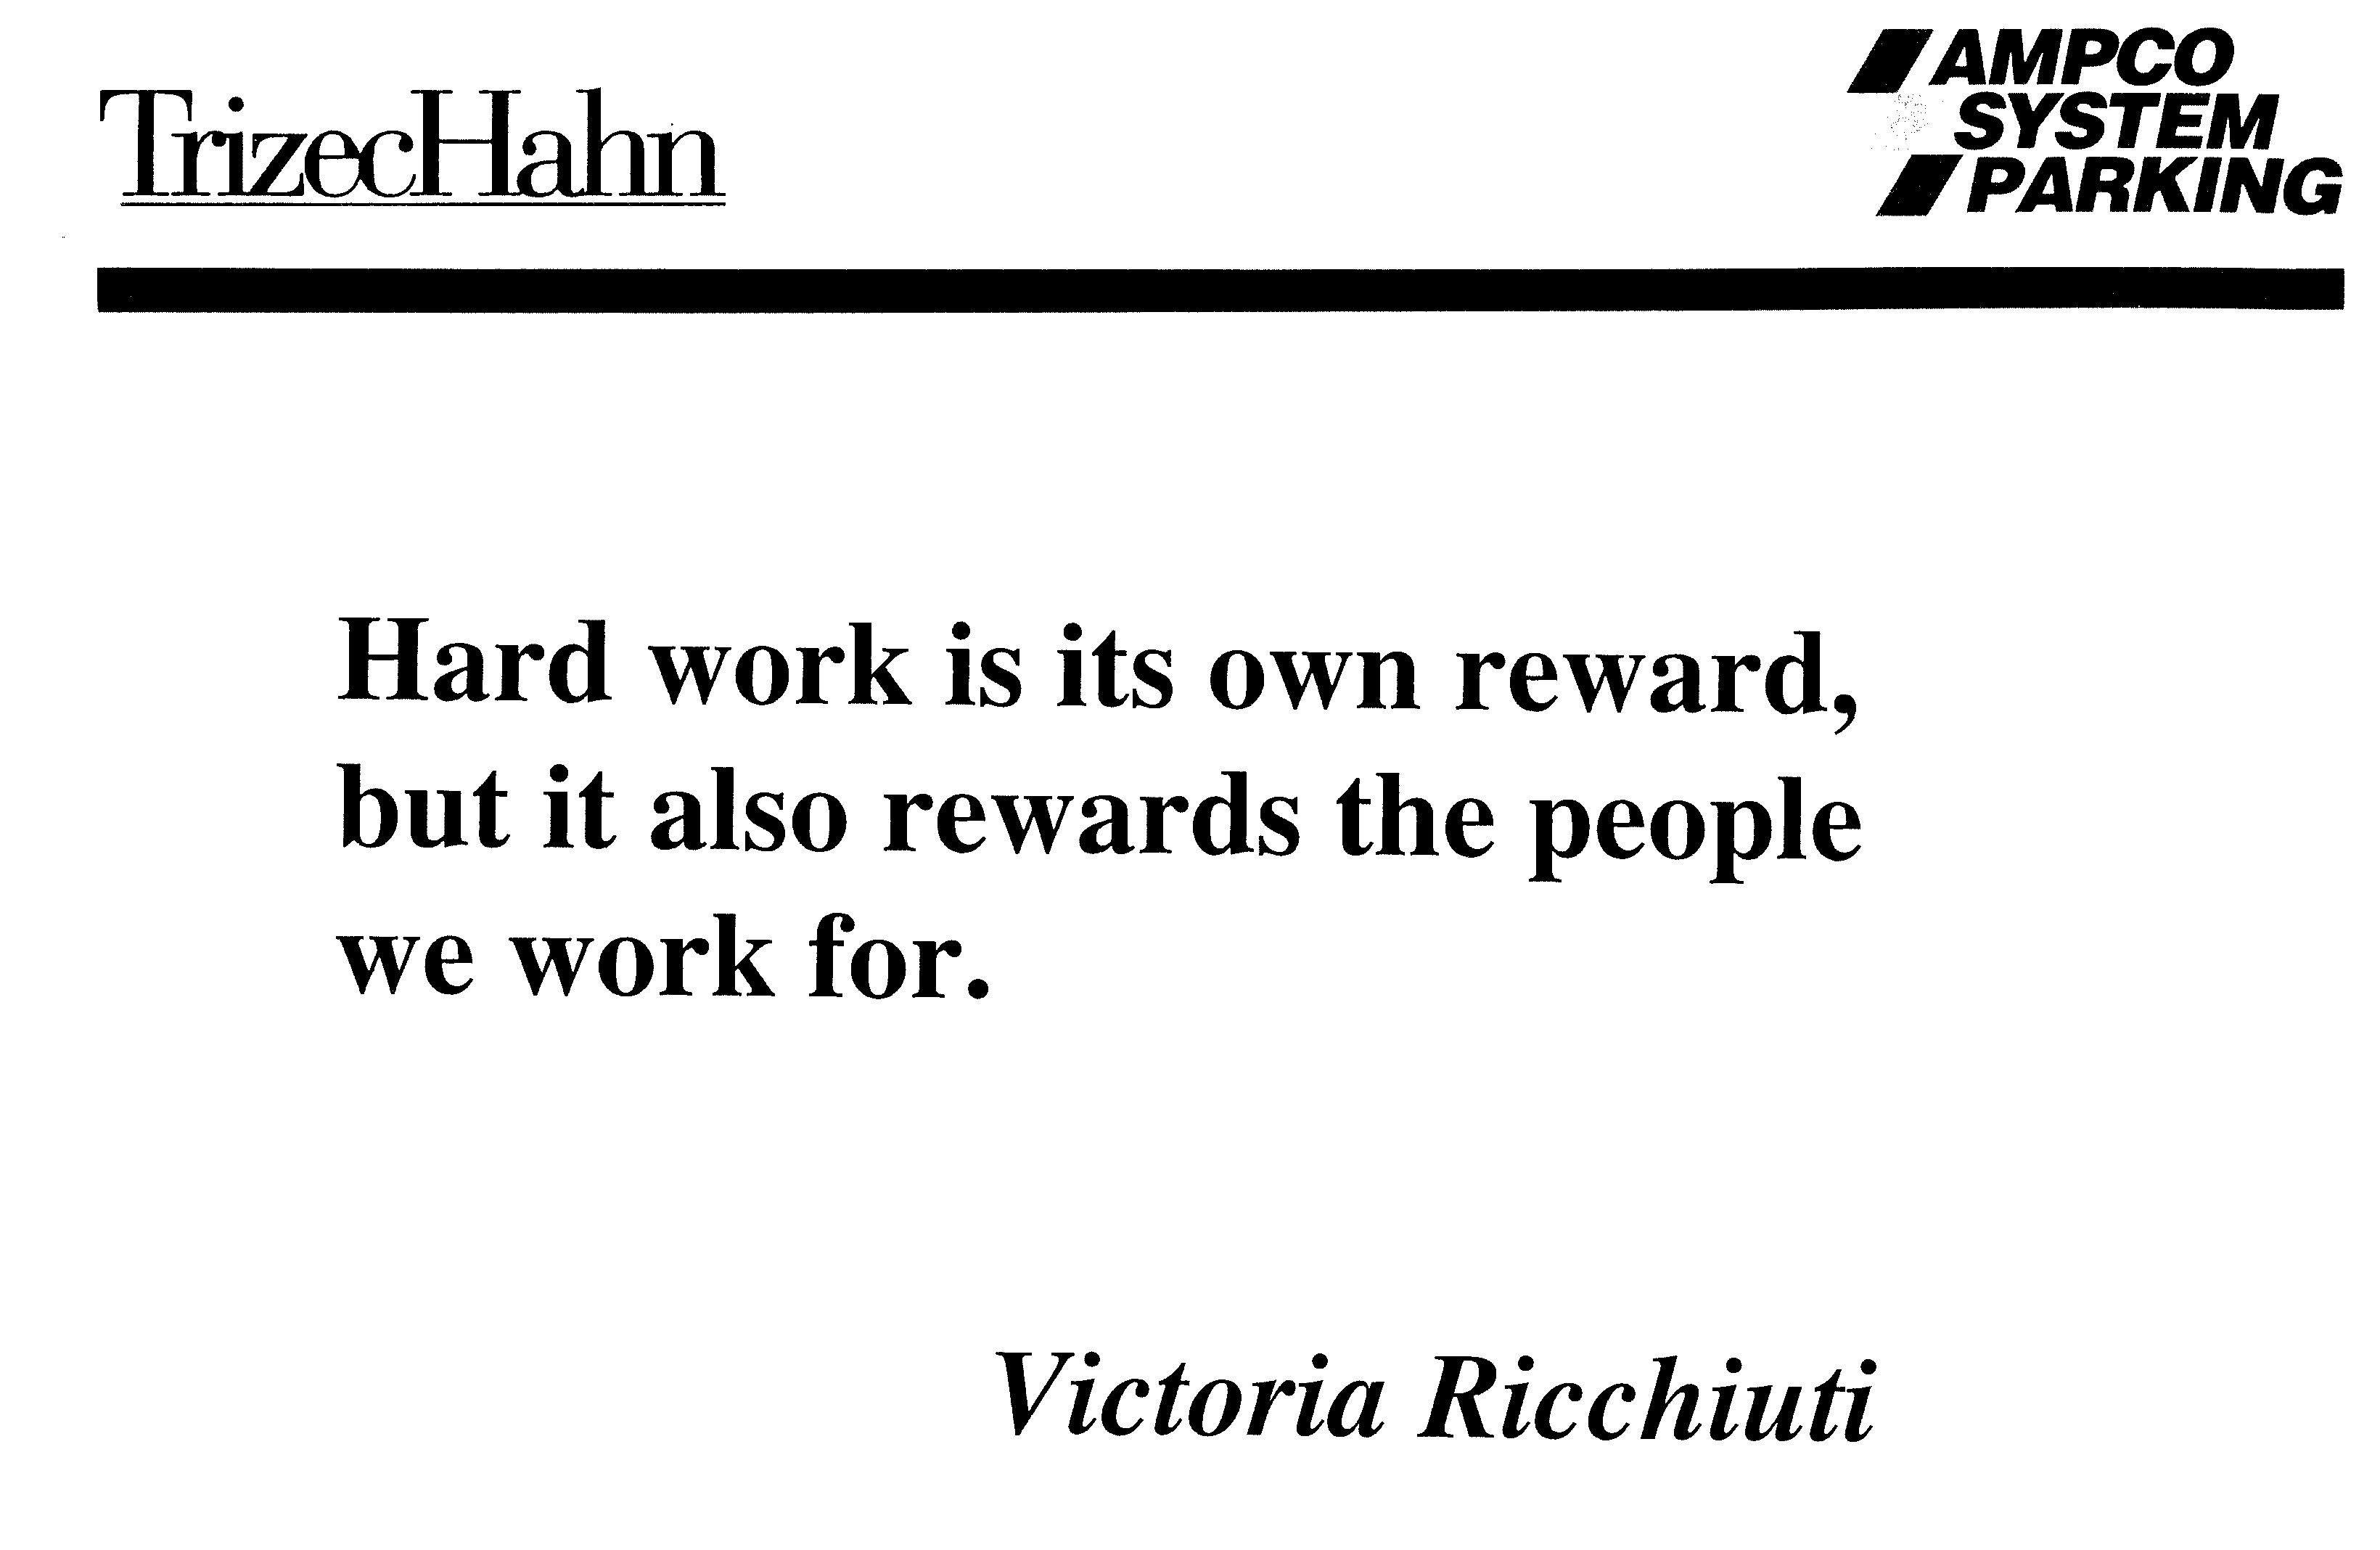 TrizecHahn
AMPCO
SYSTEM
PARKING
Hard work is its own reward,
but it also rewards the people
we work for.
Victoria Ricchiuti